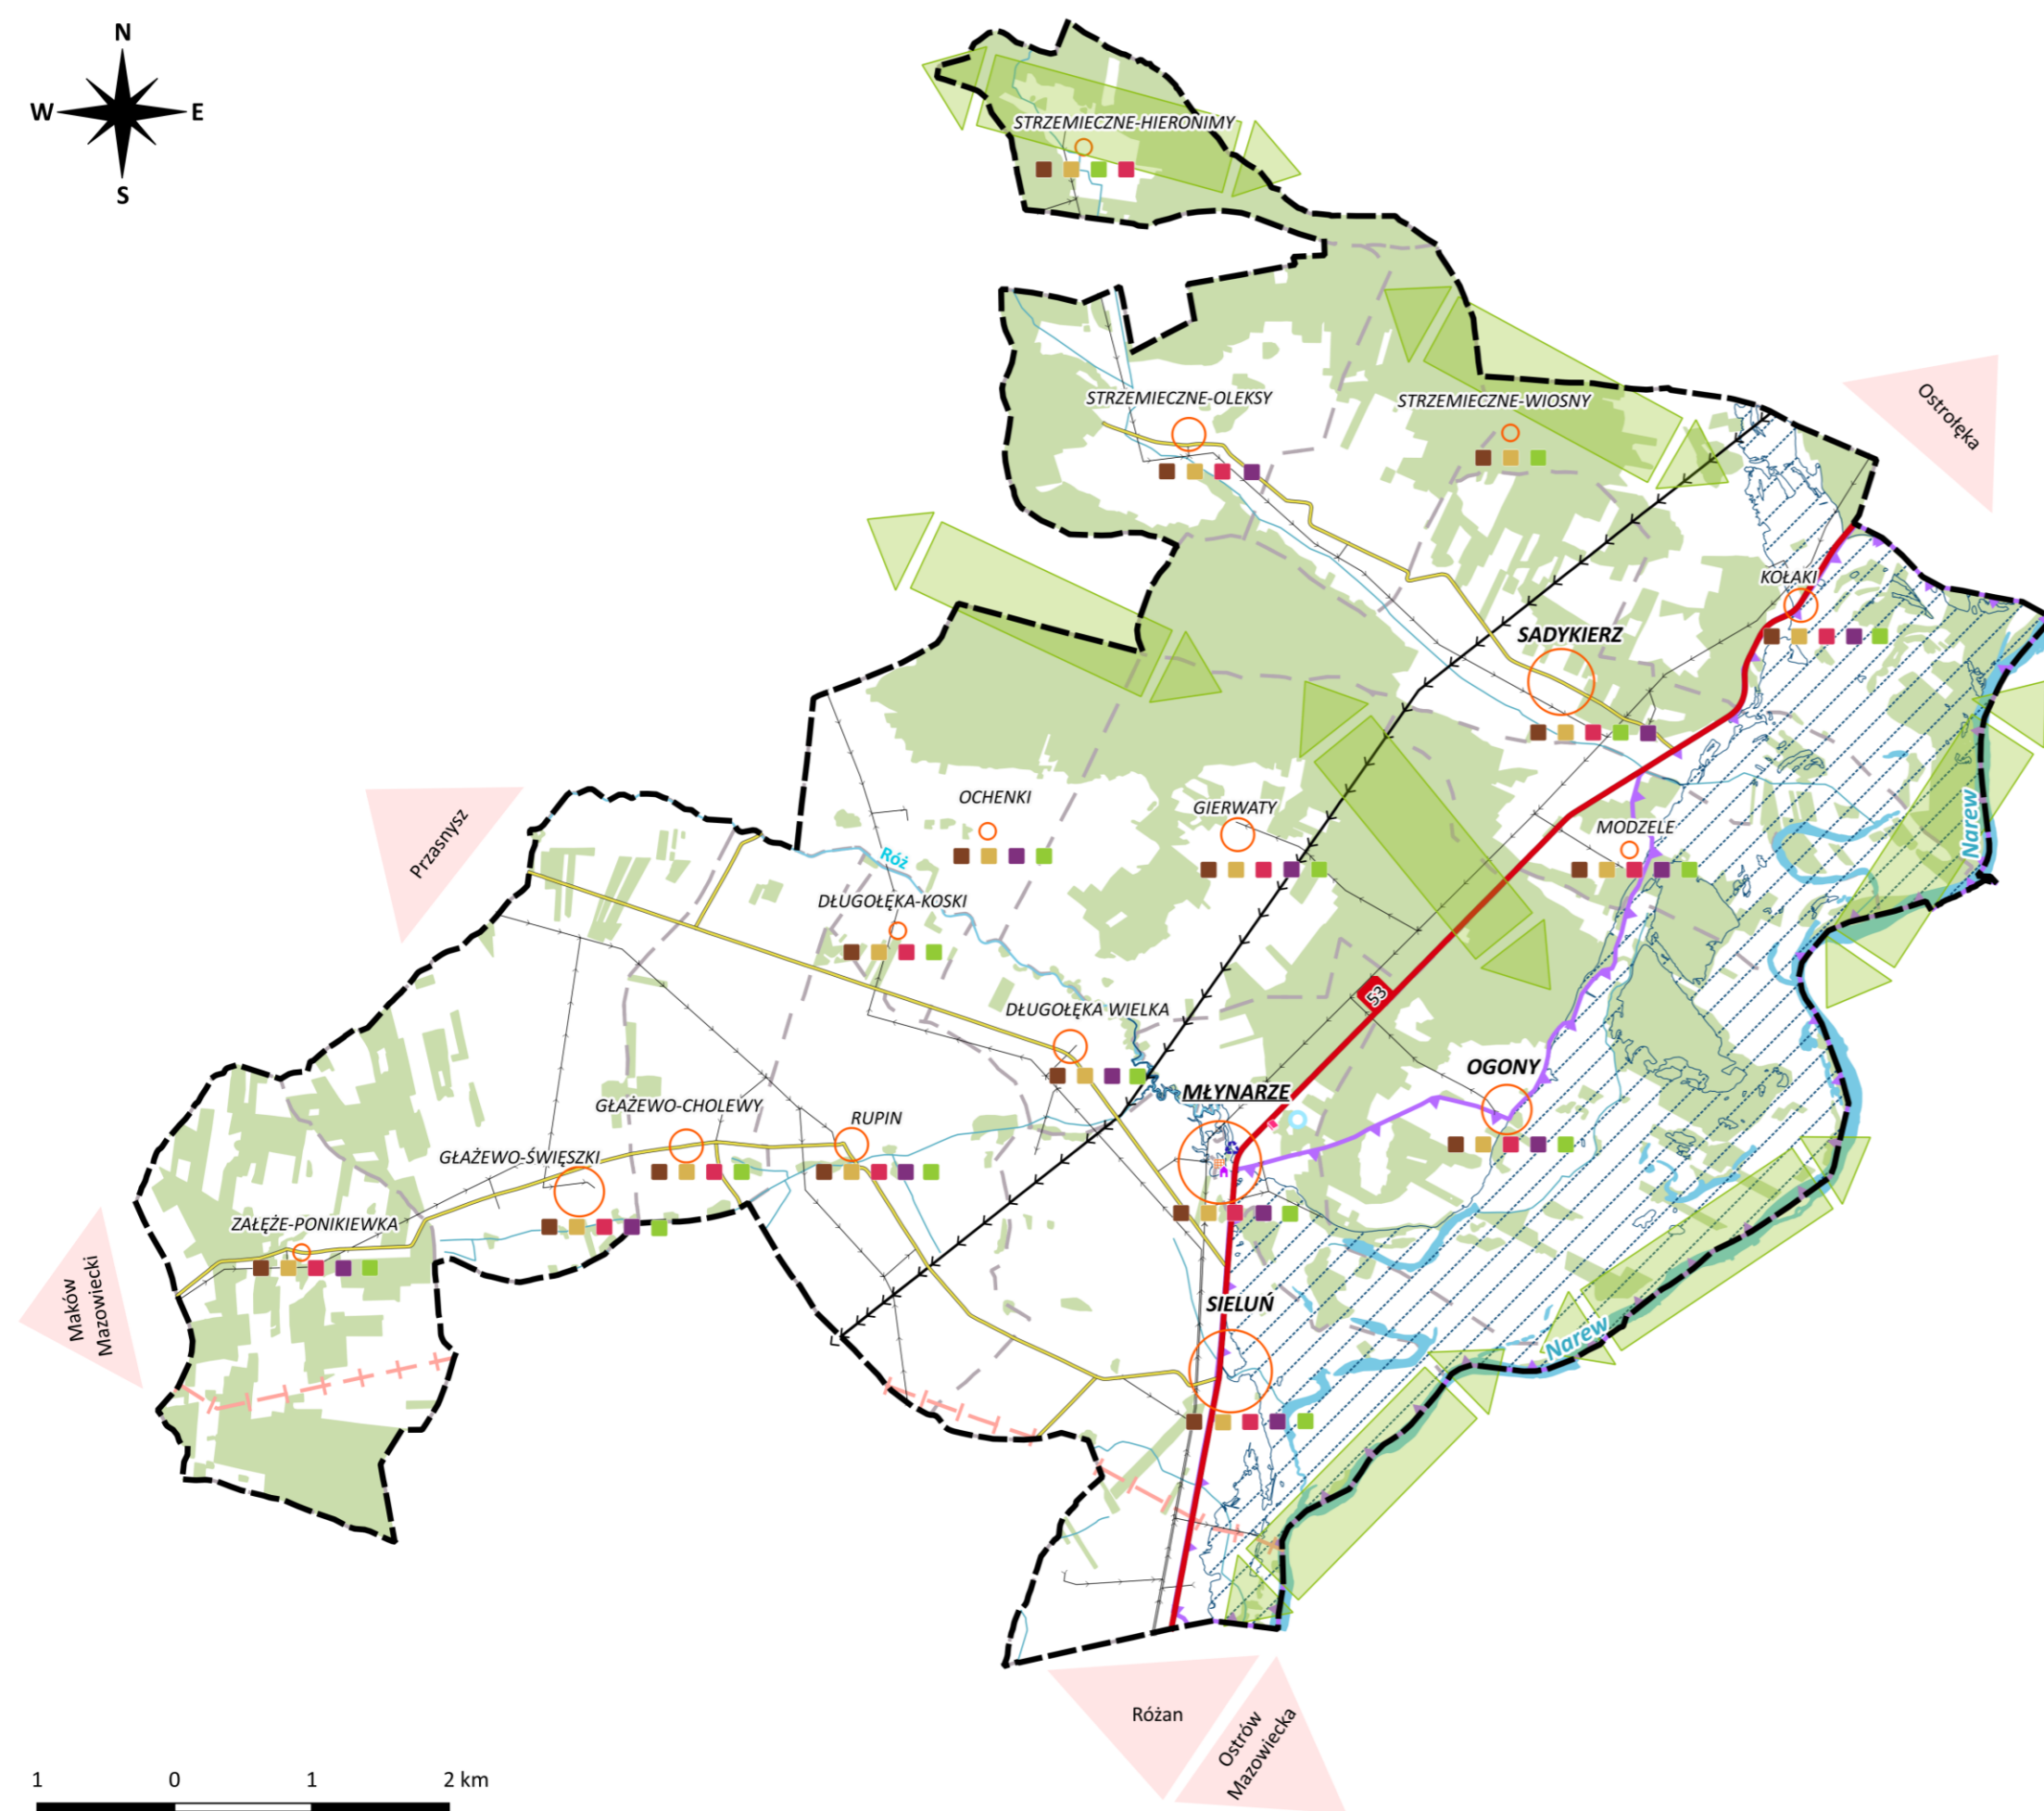 N
W E
S
STRZEMIECZNE-HIERONIMY
STRZEMIECZNE-OLEKSY
STRZEMIECZNE-WIOSNY
Ostrołęka
KOŁAKI
SADYKIERZ
OCHENKI
GIERWATY
MODZELE
Narew
Przasnysz
Róż
DŁUGOŁĘKA-KOSKI
53
DŁUGOŁĘKA WIELKA
OGONY
MŁYNARZE
GŁAŻEWO-CHOLEWY
RUPIN
GŁAŻEWO-ŚWIĘSZKI
ZAŁĘŻE-PONIKIEWKA
Maków
Mazowiecki
SIELUŃ
Narew
Różan
Ostrów
Mazowiecka
1 0 1 2 km